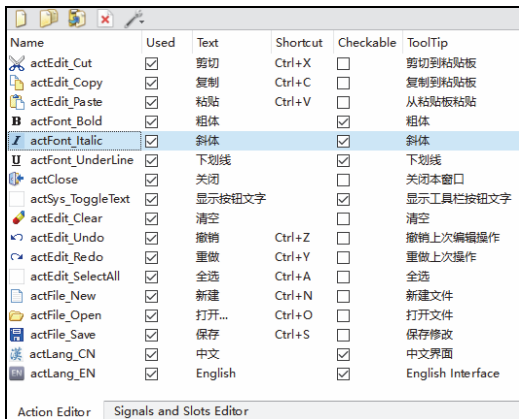 Name Used Text Shortcut Checkable ToolTip
actEdit_Cut 剪切 Ctrl+X 剪切到粘贴板
actEdit_Copy 复制 Ctrl+C 复制到粘贴板
actEdit_Paste 粘贴 Ctrl+V 从粘贴板粘贴
B actFont_Bold 粗体 粗体
I actFont_Italic 斜体 斜体
U actFont_UnderLine 下划线 下划线
actClose 关闭 关闭本窗口
actSys_ToggleText 显示按钮文字 显示工具栏按钮文字
actEdit_Clear 清空 清空
actEdit_Undo 撤销 Ctrl+Z 撤销上次编辑操作
actEdit_Redo 重做 Ctrl+Y 重做上次操作
actEdit_SelectAll 全选 Ctrl+A 全选
actFile_New 新建 Ctrl+N 新建文件
actFile_Open 打开... Ctrl+O 打开文件
actFile_Save 保存 Ctrl+S 保存修改
漢 actLang_CN 中文 中文界面
EN actLang_EN English English Interface
Action Editor Signals and Slots Editor